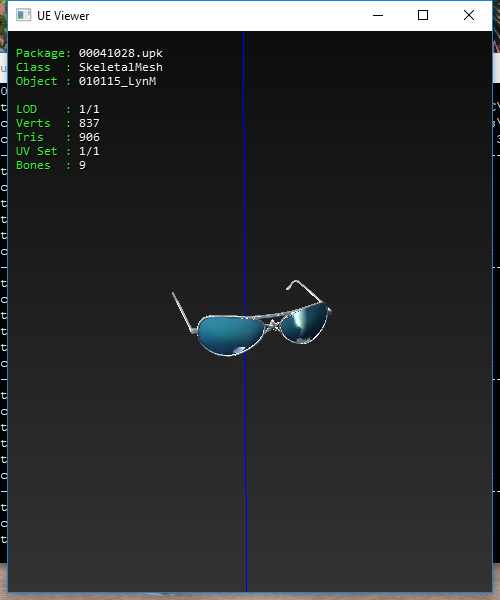 UE Viewer
Package: 00041028.upk
Class : SkeletalMesh
Object : 010115_LynM
LOD : 1/1
Verts : 837
Tris : 906
UV Set : 1/1
Bones : 9